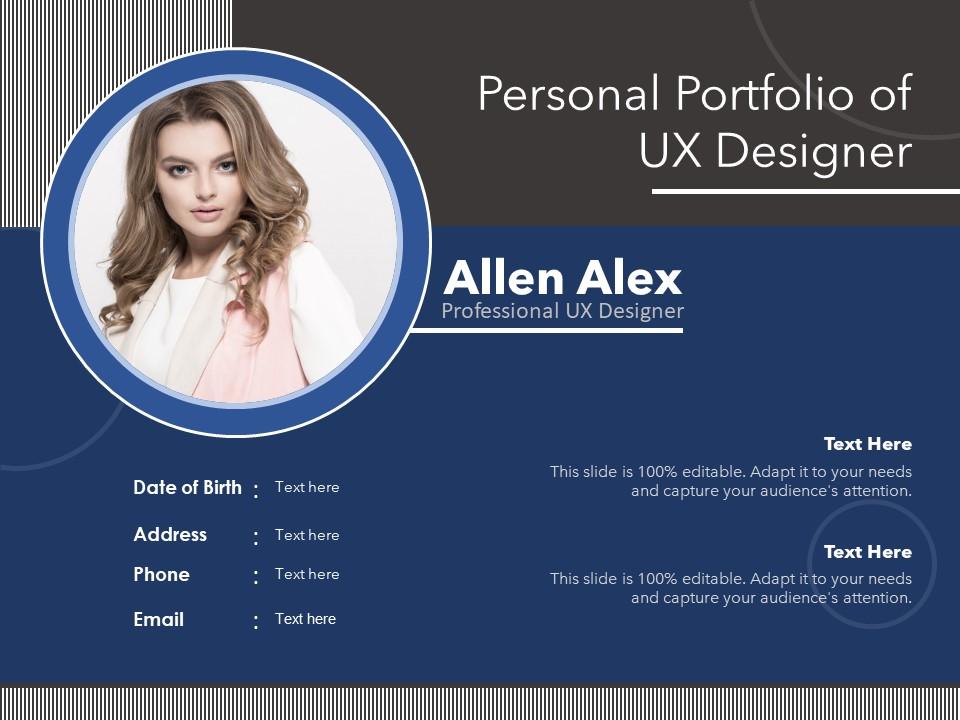 Personal Portfolio of
UX Designer
Allen Alex
Professional UX Designer
Date of Birth : Text here
Address : Text here
Phone : Text here
Email : Text here
Text Here
This slide is 100% editable. Adapt it to your needs
and capture your audience's attention.
Text Here
This slide is 100% editable. Adapt it to your needs
and capture your audience's attention.